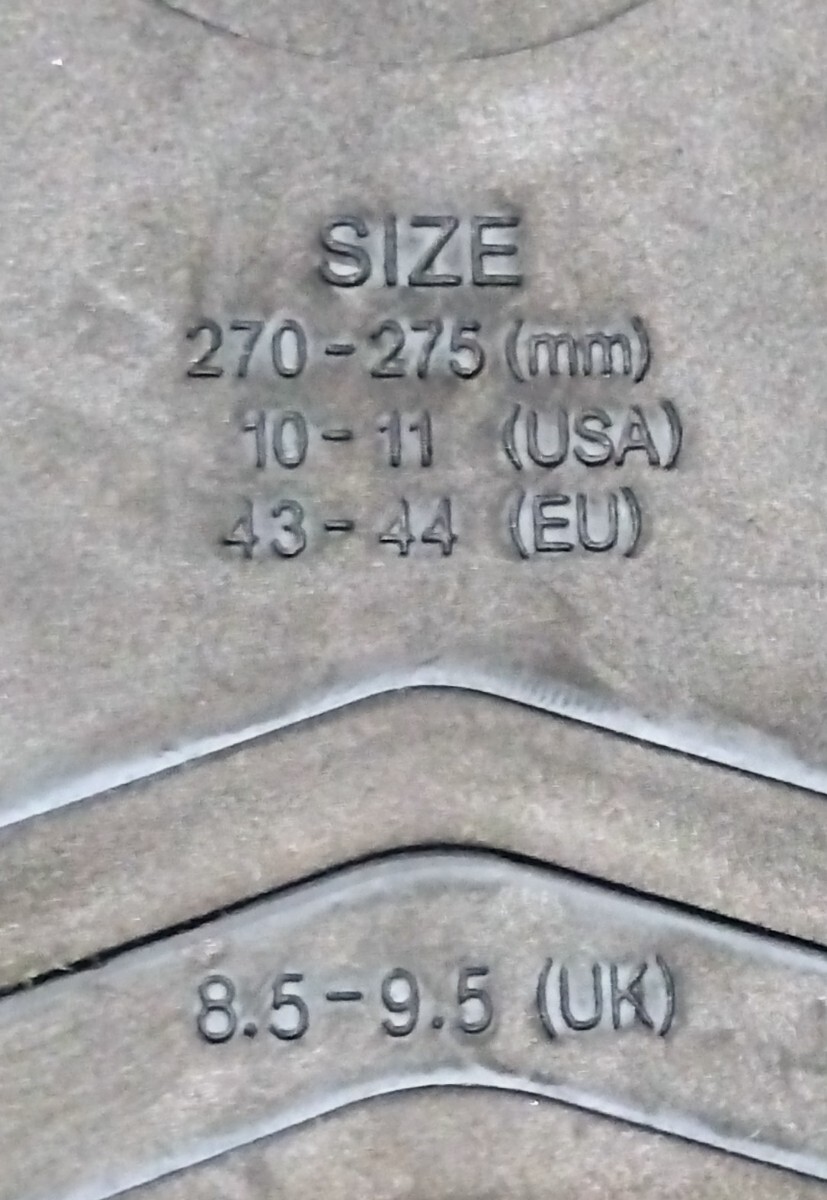 SIZE
270-275 (mm)
10-11 (USA)
43-44 (EU)
8.5-9.5 (UK)